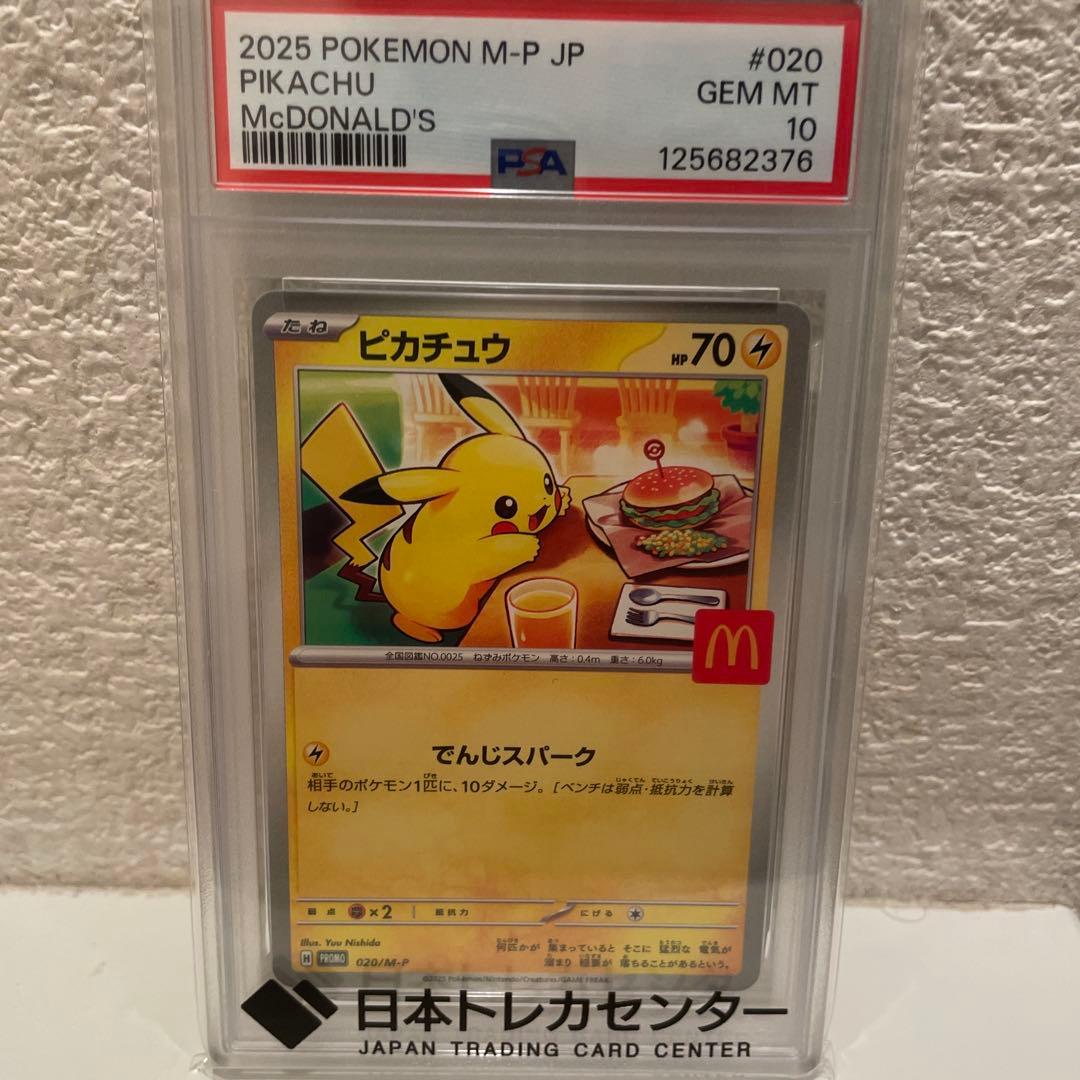 2025 POKEMON M-P JP #020
PIKACHU GEM MT
McDONALD'S 10
PSA 125682376
たね ピカチュウ HP70
全国図鑑NO.0025 ねずみポケモン 高さ:0.4m 重さ:6.0kg
でんじスパーク
相手のポケモン1匹に、10ダメージ。[ベンチは弱点・抵抗力を計算
しない。]
弱点 ×2 抵抗力 にげる
Illus. Yuu Nishida
何匹かが 集まっていると そこに 猛烈な 電気が
H PROMO 020/M-P 溜まり 稲妻が 落ちることがあるという。
©2025 Pokémon/Nintendo/Creatures/GAME FREAK.
日本トレカセンター
JAPAN TRADING CARD CENTER